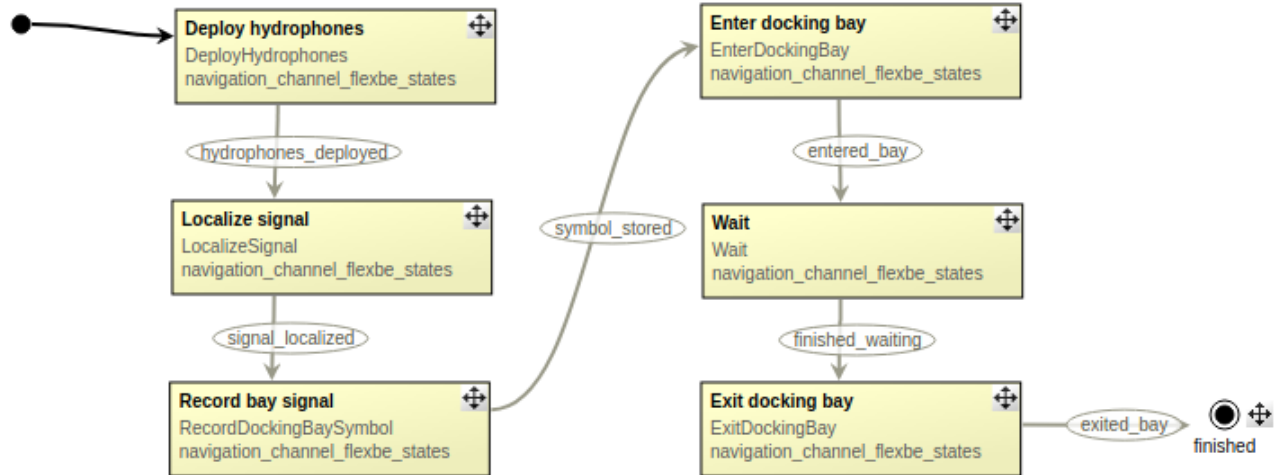 Deploy hydrophones
DeployHydrophones
navigation_channel_flexbe_states
hydrophones_deployed
Localize signal
LocalizeSignal
navigation_channel_flexbe_states
signal_localized
Record bay signal
RecordDockingBaySymbol
navigation_channel_flexbe_states
symbol_stored
Enter docking bay
EnterDockingBay
navigation_channel_flexbe_states
entered_bay
Wait
Wait
navigation_channel_flexbe_states
finished_waiting
Exit docking bay
ExitDockingBay
navigation_channel_flexbe_states
exited_bay
finished